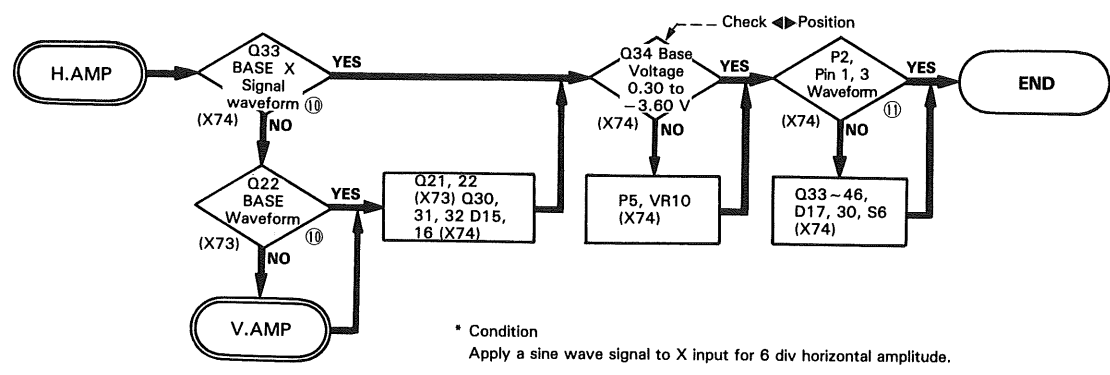 Check ◀▶ Position
H.AMP
Q33
BASE X
Signal
waveform
⑩
(X74)
YES
NO
Q34 Base
Voltage
0.30 to
−3.60 V
(X74)
YES
NO
P2,
Pin 1, 3
Waveform
⑪
(X74)
YES
NO
END
Q22
BASE
Waveform
⑩
(X73)
YES
NO
Q21, 22
(X73) Q30,
31, 32 D15,
16 (X74)
P5, VR10
(X74)
Q33~46,
D17, 30, S6
(X74)
V.AMP
* Condition
Apply a sine wave signal to X input for 6 div horizontal amplitude.